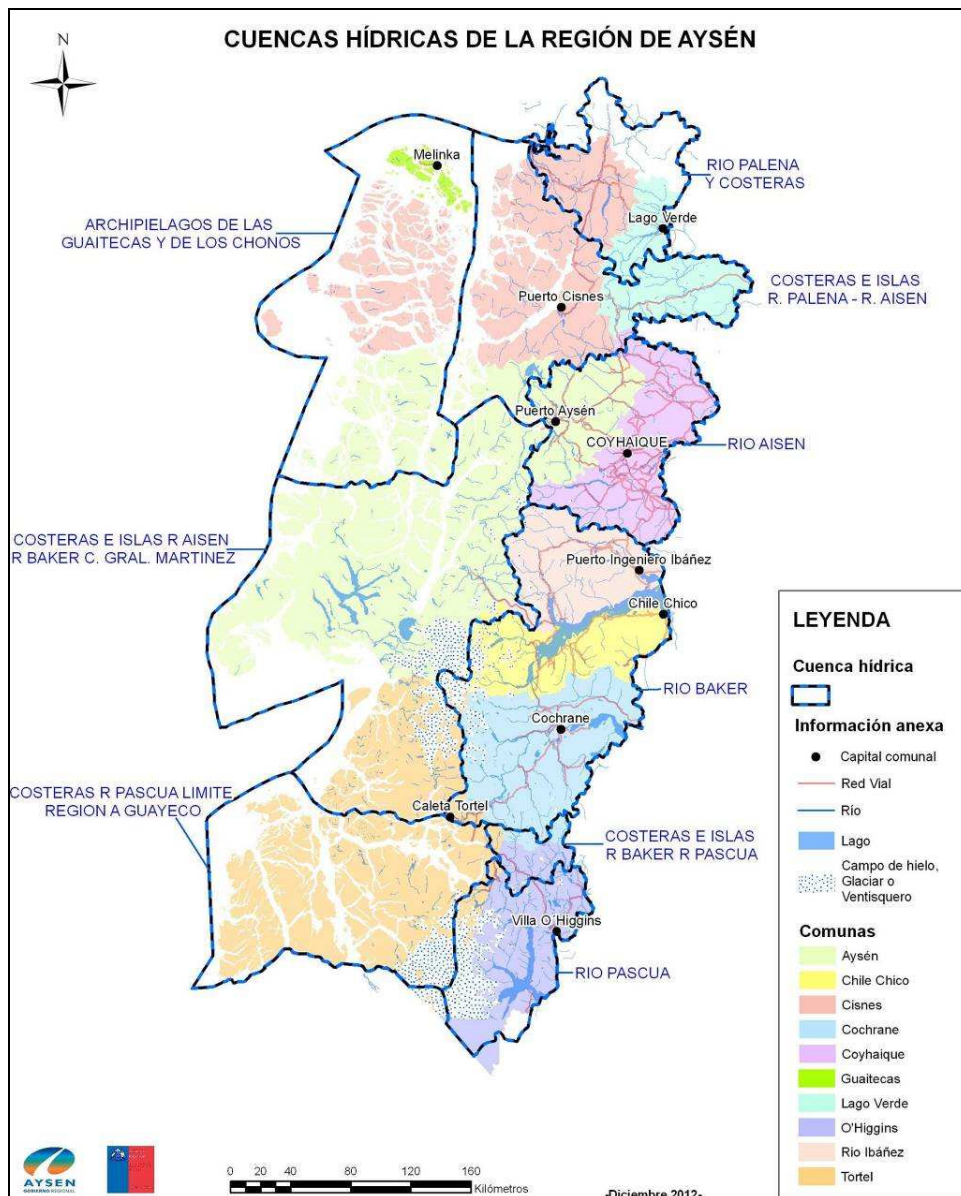 CUENCAS HÍDRICAS DE LA REGIÓN DE AYSÉN
N
Melinka
RIO PALENA
Y COSTERAS
ARCHIPIELAGOS DE LAS
GUAITECAS Y DE LOS CHONOS
Lago Verde
COSTERAS E ISLAS
R. PALENA - R. AISEN
Puerto Cisnes
Puerto Aysén
COYHAIQUE
RIO AISEN
COSTERAS E ISLAS R AISEN
R BAKER C. GRAL. MARTINEZ
Puerto Ingeniero Ibáñez
Chile Chico
RIO BAKER
Cochrane
COSTERAS R PASCUA LIMITE
REGION A GUAYECO
Caleta Tortel
COSTERAS E ISLAS
R BAKER R PASCUA
Villa O'Higgins
RIO PASCUA
LEYENDA
Cuenca hídrica
Información anexa
Capital comunal
Red Vial
Río
Lago
Campo de hielo,
Glaciar o
Ventisquero
Comunas
Aysén
Chile Chico
Cisnes
Cochrane
Coyhaique
Guaitecas
Lago Verde
O'Higgins
Río Ibáñez
Tortel
AYSEN
GOBIERNO REGIONAL
0 20 40 80 120 160
Kilómetros
-Diciembre 2012-